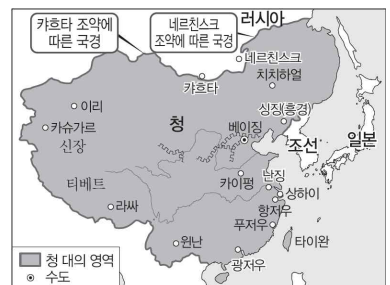 러시아
캬흐타 조약에
따른 국경
네르친스크
조약에 따른 국경
네르친스크
치치하얼
캬흐타
이리
카슈가르
신장
청
베이징
싱징(흥경)
조선
일본
티베트
라싸
카이펑
난징
상하이
항저우
푸저우
타이완
윈난
광저우
청 대의 영역
수도